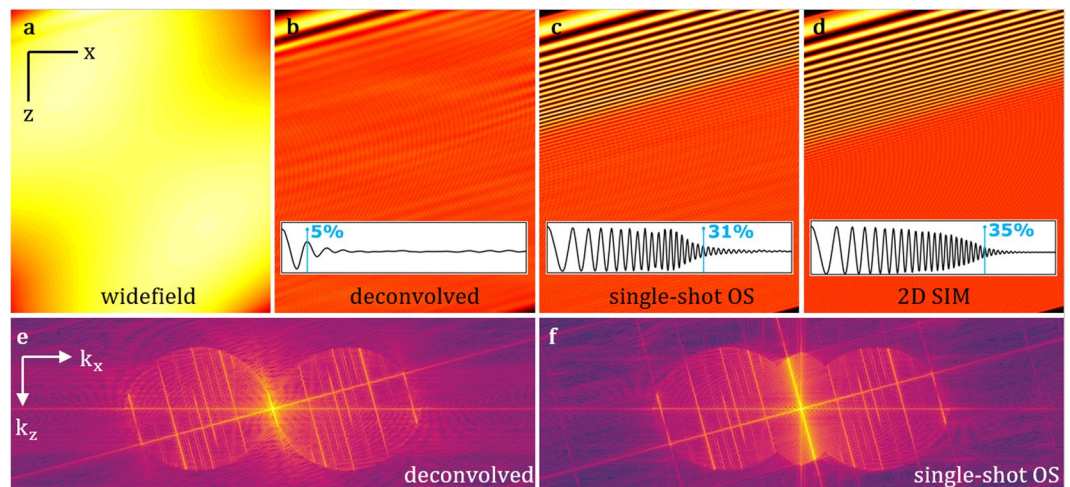 a
x
z
widefield
b
5%
deconvolved
c
31%
single-shot OS
d
35%
2D SIM
e
kx
kz
deconvolved
f
single-shot OS